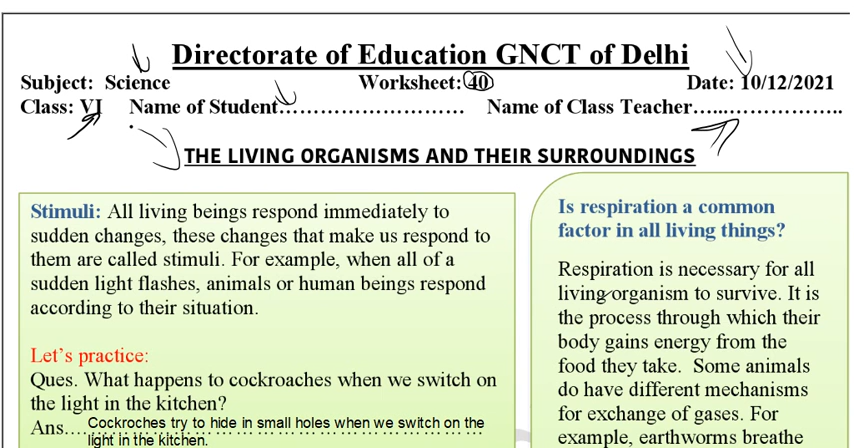 Directorate of Education GNCT of Delhi
Subject: Science Worksheet: 40 Date: 10/12/2021
Class: VI Name of Student………………………… Name of Class Teacher…..………………..
THE LIVING ORGANISMS AND THEIR SURROUNDINGS
Stimuli: All living beings respond immediately to
sudden changes, these changes that make us respond to
them are called stimuli. For example, when all of a
sudden light flashes, animals or human beings respond
according to their situation.
Let's practice:
Ques. What happens to cockroaches when we switch on
the light in the kitchen?
Ans.... Cockroches try to hide in small holes when we switch on the
light in the kitchen.
Is respiration a common
factor in all living things?
Respiration is necessary for all
living organism to survive. It is
the process through which their
body gains energy from the
food they take. Some animals
do have different mechanisms
for exchange of gases. For
example, earthworms breathe